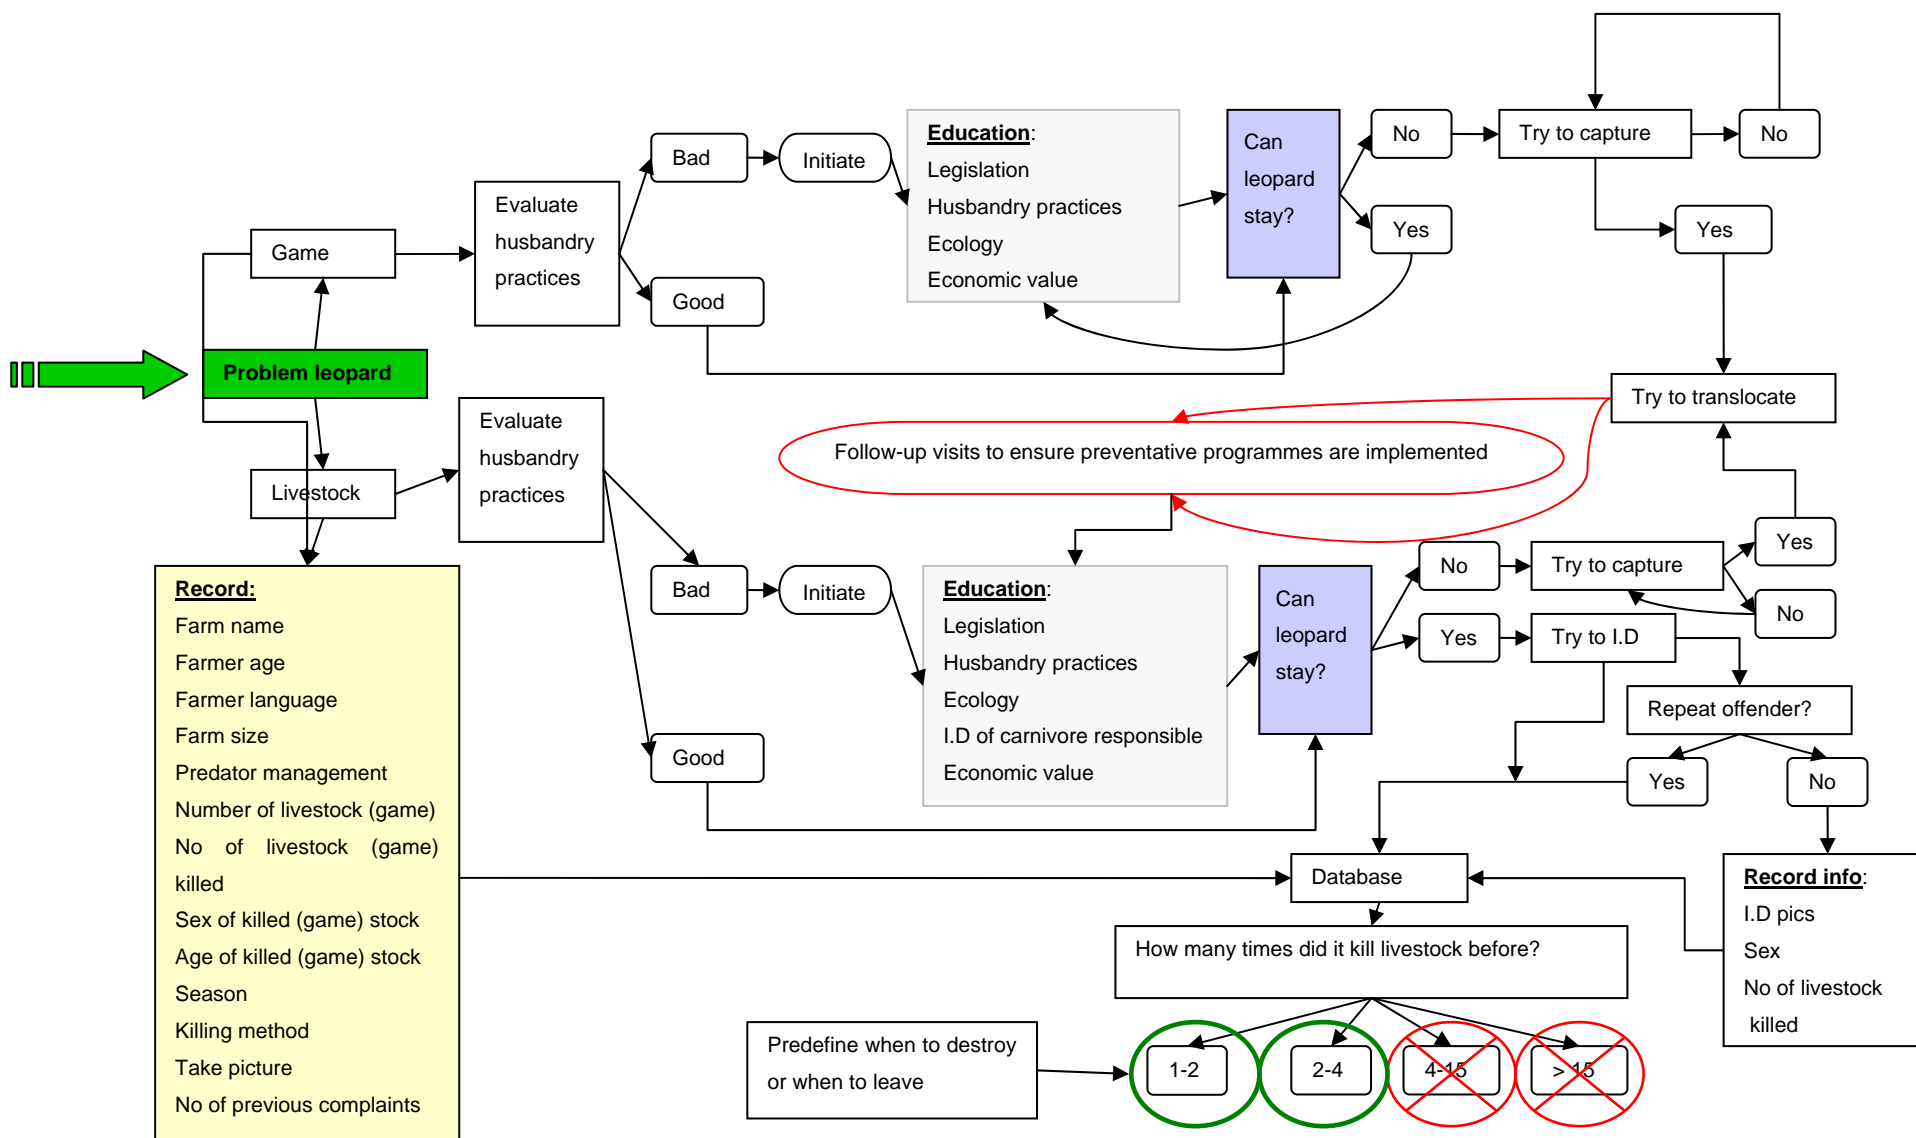 Bad
Initiate
Education:
Legislation
Husbandry practices
Ecology
Economic value
Can
leopard
stay?
No
Try to capture
No
Evaluate
husbandry
practices
Game
Good
Yes
Yes
Problem leopard
Try to translocate
Evaluate
husbandry
practices
Livestock
Follow-up visits to ensure preventative programmes are implemented
Record:
Farm name
Farmer age
Farmer language
Farm size
Predator management
Number of livestock (game)
No of livestock (game)
killed
Sex of killed (game) stock
Age of killed (game) stock
Season
Killing method
Take picture
No of previous complaints
Bad
Initiate
Good
Education:
Legislation
Husbandry practices
Ecology
I.D of carnivore responsible
Economic value
Can
leopard
stay?
No
Try to capture
Yes
No
Yes
Try to I.D
Repeat offender?
Yes
No
Database
Record info:
I.D pics
Sex
No of livestock
killed
How many times did it kill livestock before?
Predefine when to destroy
or when to leave
1-2
2-4
4-15
> 15